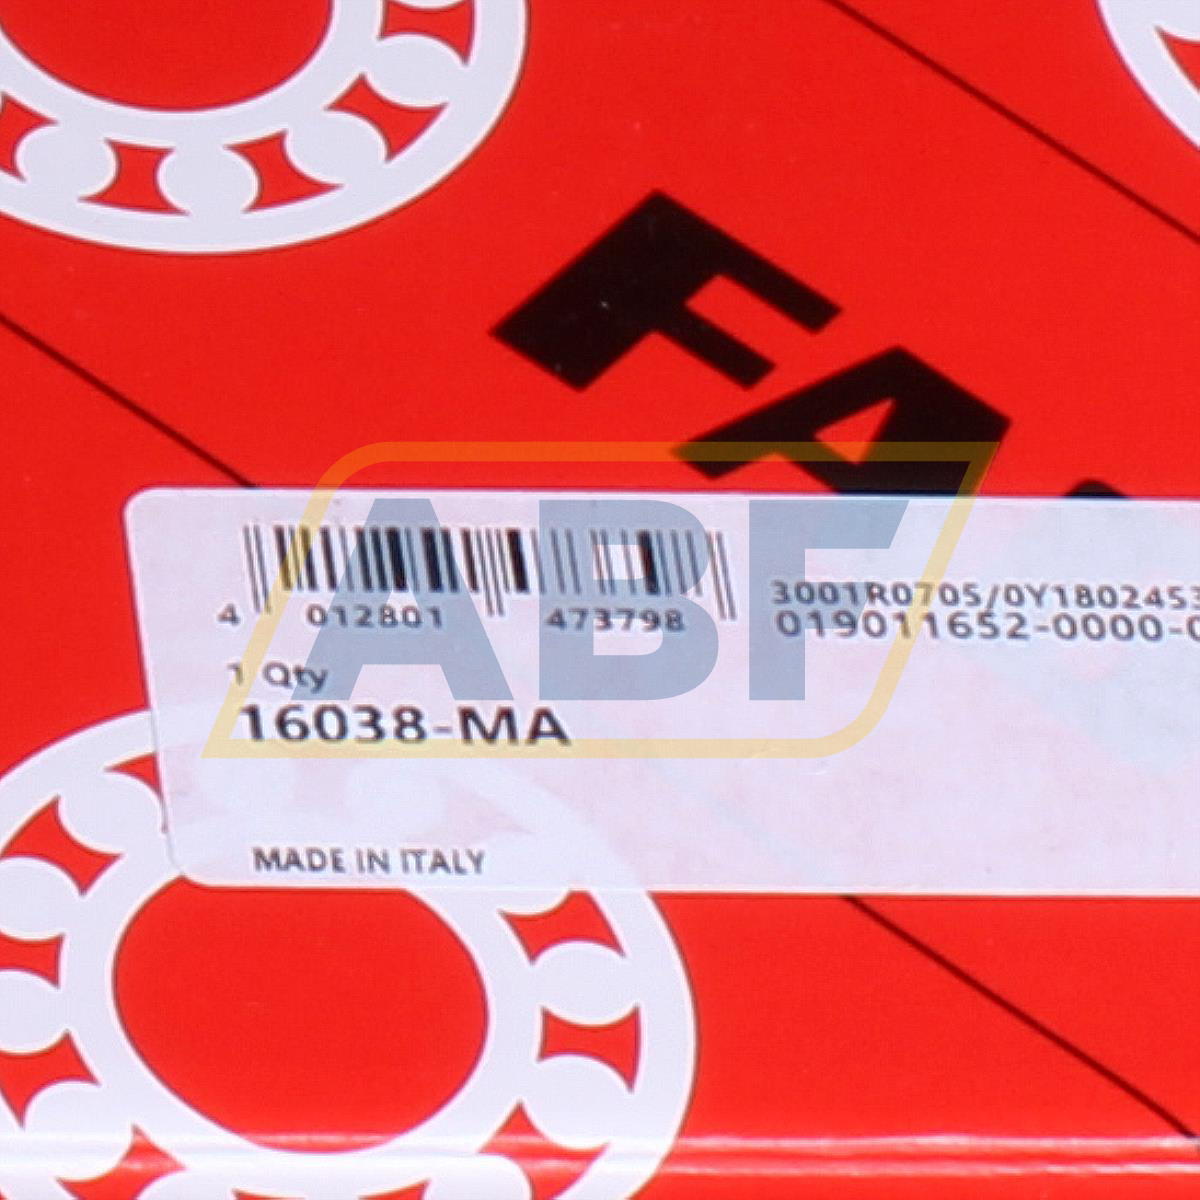 FA
ABF
4 012801 473798
3001R0705/0Y1802453
019011652-0000-0
1 Qty
16038-MA
MADE IN ITALY